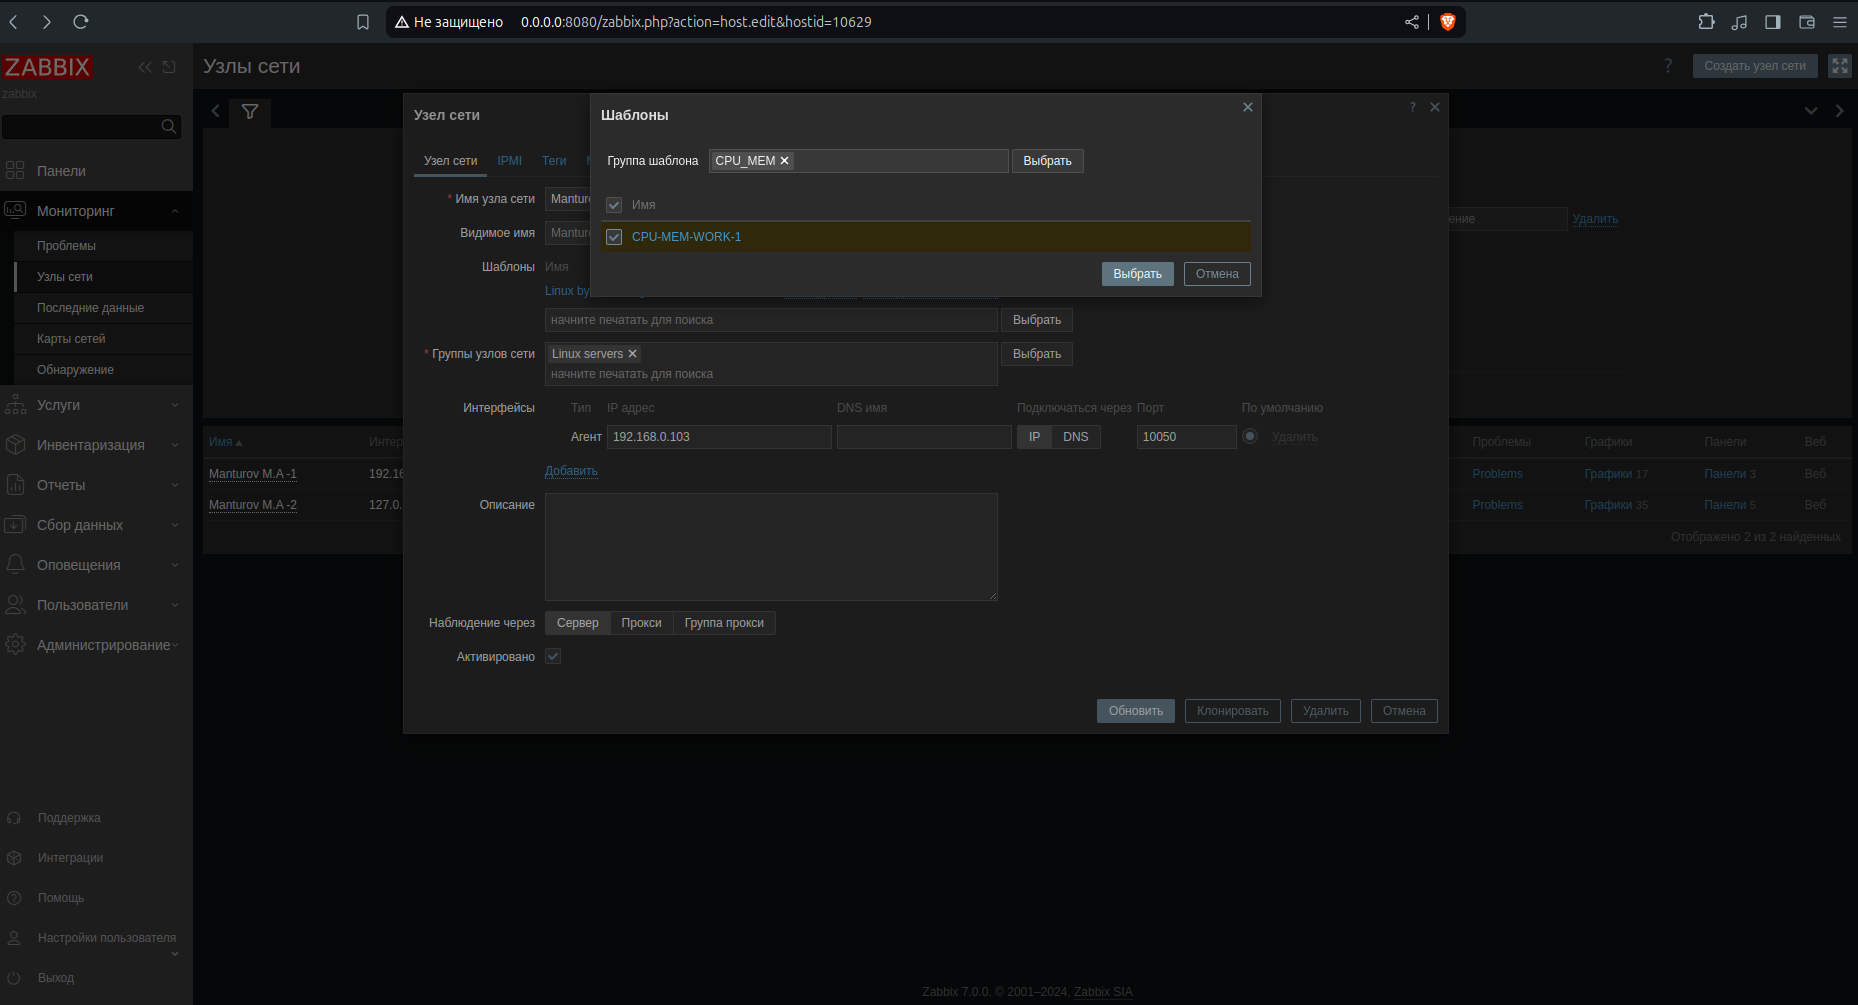 Не защищено 0.0.0.0:8080/zabbix.php?action=host.edit&hostid=10629
ZABBIX
zabbix
Панели
Мониторинг
Проблемы
Узлы сети
Последние данные
Карты сетей
Обнаружение
Услуги
Инвентаризация
Отчеты
Сбор данных
Оповещения
Пользователи
Администрирование
Поддержка
Интеграции
Помощь
Настройки пользователя
Выход
Узлы сети
? Создать узел сети
Удалить
Имя
Проблемы Графики Панели Веб
Manturov M.A -1 192.16
Problems Графики 17 Панели 3 Веб
Manturov M.A -2 127.0.
Problems Графики 35 Панели 5 Веб
Отображено 2 из 2 найденных
Узел сети
?
Узел сети IPMI Теги
* Имя узла сети
Видимое имя
Шаблоны Имя
Linux by
начните печатать для поиска Выбрать
* Группы узлов сети Linux servers Выбрать
начните печатать для поиска
Интерфейсы Тип IP адрес DNS имя Подключаться через Порт По умолчанию
Агент 192.168.0.103 IP DNS 10050 Удалить
Добавить
Описание
Наблюдение через Сервер Прокси Группа прокси
Активировано
Обновить Клонировать Удалить Отмена
Шаблоны
Группа шаблона CPU_MEM Выбрать
Имя
CPU-MEM-WORK-1
Выбрать Отмена
Zabbix 7.0.0. © 2001–2024, Zabbix SIA